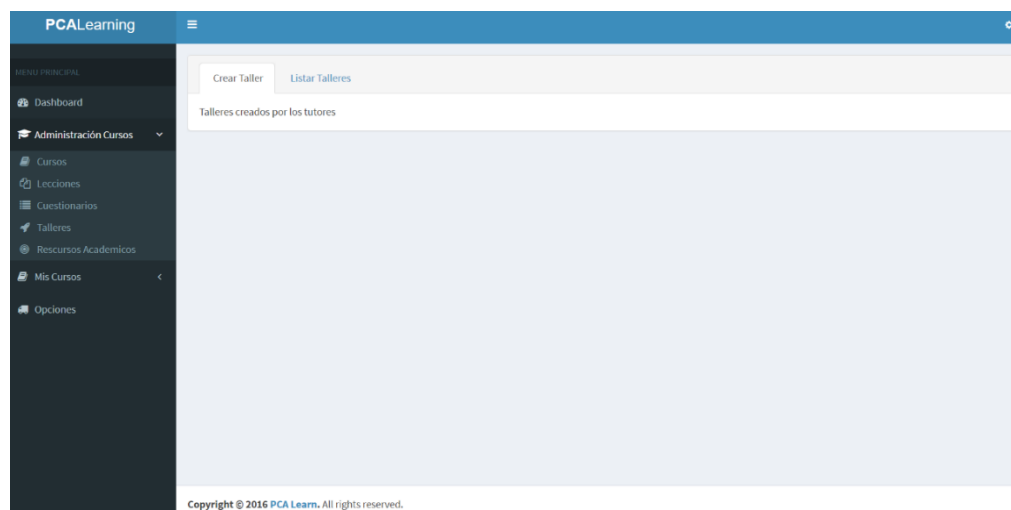 PCALearning
MENU PRINCIPAL
Dashboard
Administración Cursos
Cursos
Lecciones
Cuestionarios
Talleres
Rescursos Academicos
Mis Cursos
Opciones
Crear Taller
Listar Talleres
Talleres creados por los tutores
Copyright © 2016 PCA Learn. All rights reserved.